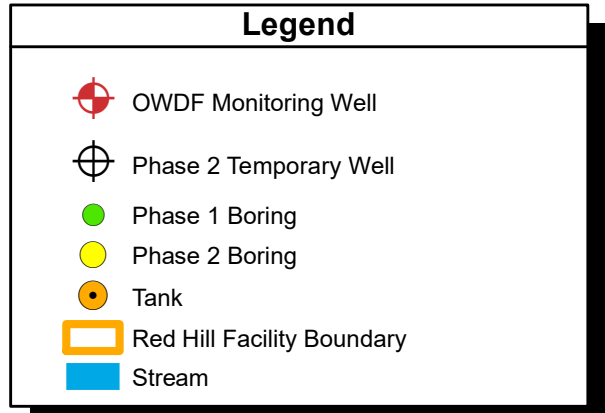 Legend
OWDF Monitoring Well
Phase 2 Temporary Well
Phase 1 Boring
Phase 2 Boring
Tank
Red Hill Facility Boundary
Stream